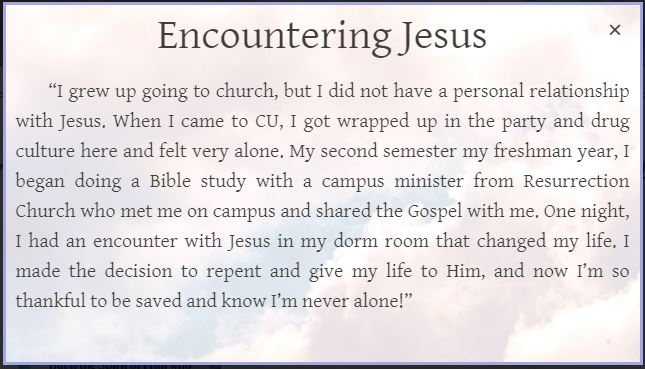 Encountering Jesus
×
“I grew up going to church, but I did not have a personal relationship
with Jesus. When I came to CU, I got wrapped up in the party and drug
culture here and felt very alone. My second semester my freshman year, I
began doing a Bible study with a campus minister from Resurrection
Church who met me on campus and shared the Gospel with me. One night,
I had an encounter with Jesus in my dorm room that changed my life. I
made the decision to repent and give my life to Him, and now I’m so
thankful to be saved and know I’m never alone!”